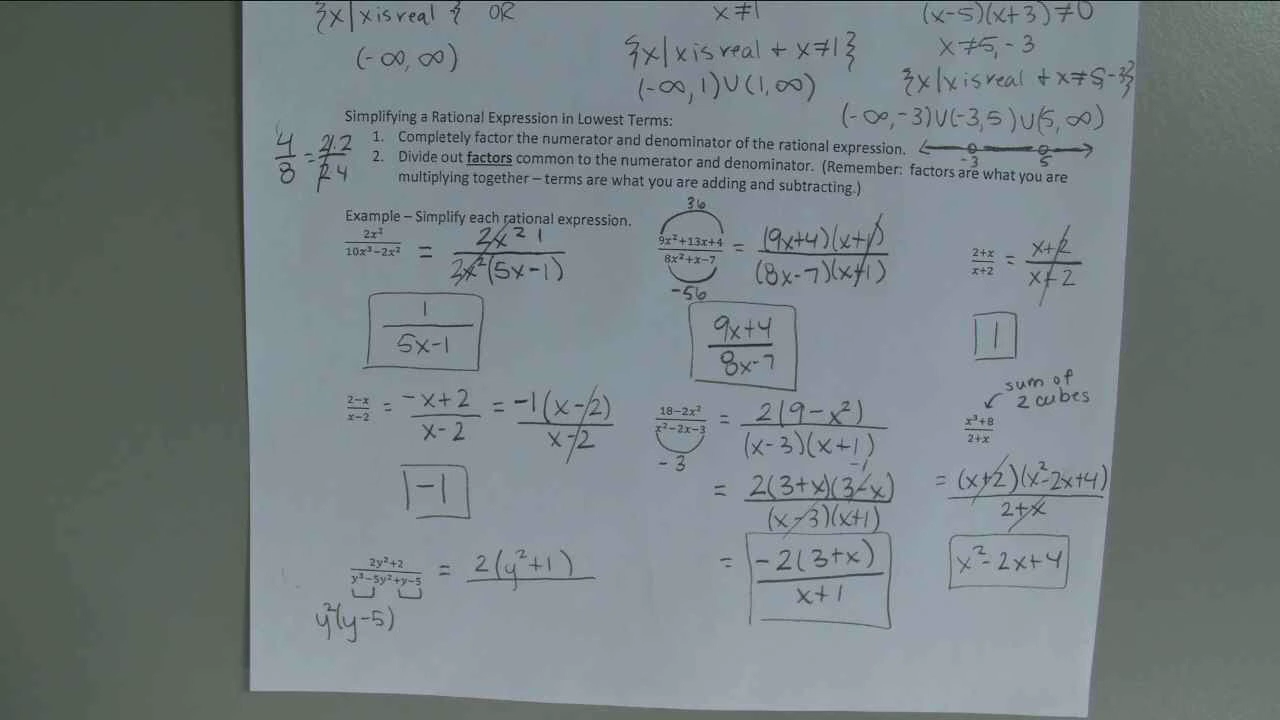 {x|x is real} OR
(-∞, ∞)
x≠1
{x|x is real + x≠1}
(-∞,1)∪(1,∞)
(x-5)(x+3)≠0
x≠5,-3
{x|x is real + x≠5,-3}
(-∞,-3)∪(-3,5)∪(5,∞)
-3 5
Simplifying a Rational Expression in Lowest Terms:
4/8 = 2·2/2·4
1. Completely factor the numerator and denominator of the rational expression.
2. Divide out factors common to the numerator and denominator. (Remember: factors are what you are
multiplying together – terms are what you are adding and subtracting.)
Example – Simplify each rational expression.
2x²/10x³−2x² = 2x² 1/2x²(5x-1)
1/5x-1
36
9x²+13x+4/8x²+x−7 = (9x+4)(x+1)/(8x-7)(x+1)
-56
9x+4/8x-7
2+x/x+2 = x+2/x+2
1
2−x/x−2 = -x+2/x-2 = -1(x-2)/x-2
-1
18−2x²/x²−2x−3 = 2(9-x²)/(x-3)(x+1)
-3
-1
= 2(3+x)(3-x)/(x-3)(x+1)
= -2(3+x)/x+1
sum of
2 cubes
x³+8/2+x
= (x+2)(x²-2x+4)/2+x
x²-2x+4
2y²+2/y³−5y²+y−5 = 2(y²+1)
y²(y-5)